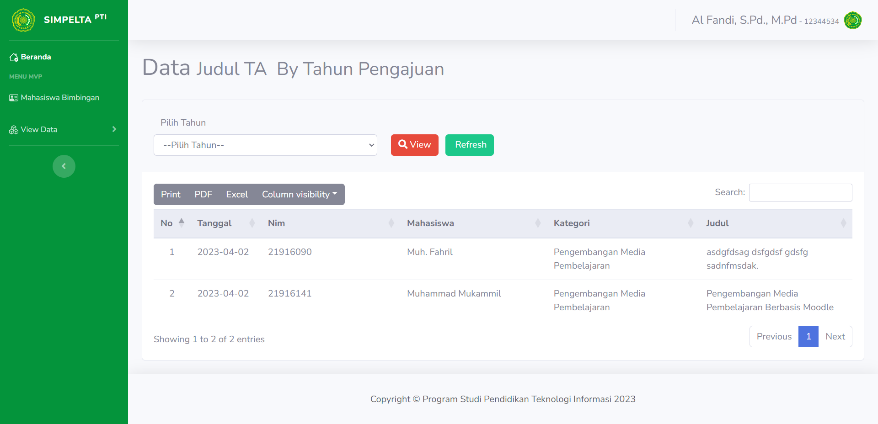 SIMPELTA PTI
Al Fandi, S.Pd., M.Pd - 12344534
Beranda
MENU MVP
Mahasiswa Bimbingan
View Data
Data Judul TA By Tahun Pengajuan
Pilih Tahun
--Pilih Tahun--
View
Refresh
Print PDF Excel Column visibility
Search:
No Tanggal Nim Mahasiswa Kategori Judul
1 2023-04-02 21916090 Muh. Fahril Pengembangan Media asdgfdsag dsfgdsf gdsfg
Pembelajaran sadnfmsdak.
2 2023-04-02 21916141 Muhammad Mukammil Pengembangan Media Pengembangan Media
Pembelajaran Pembelajaran Berbasis Moodle
Showing 1 to 2 of 2 entries
Previous 1 Next
Copyright © Program Studi Pendidikan Teknologi Informasi 2023